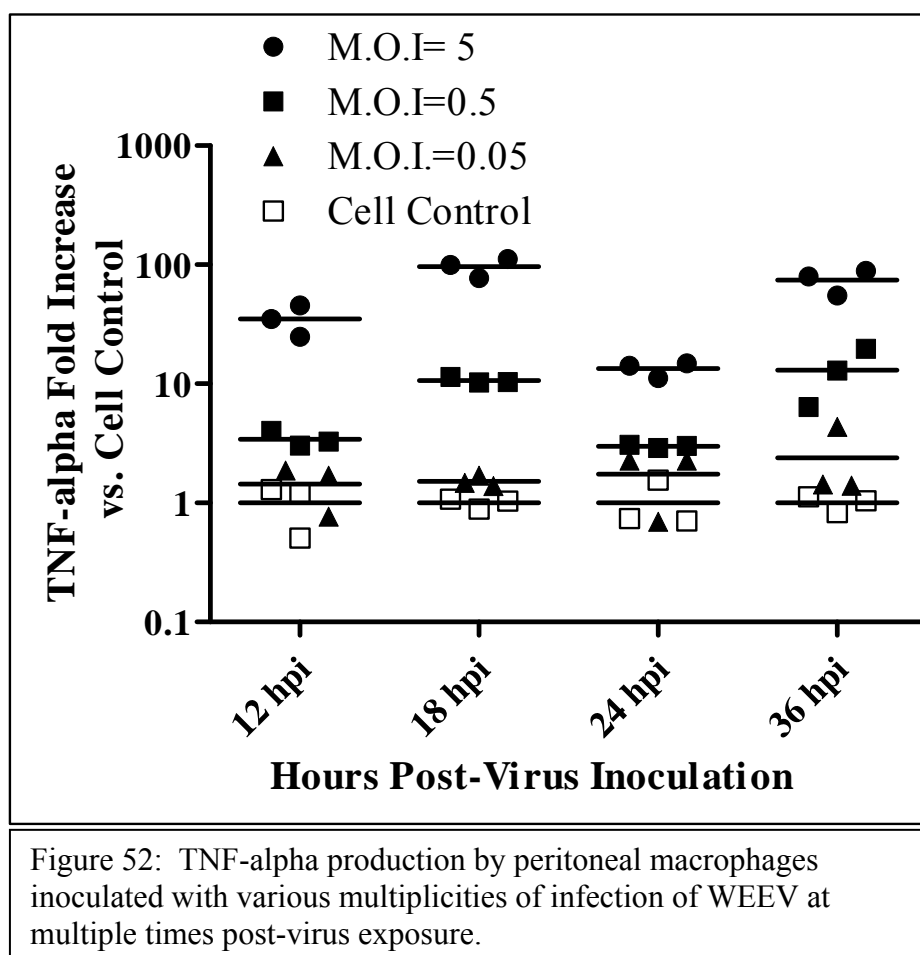 M.O.I= 5
M.O.I=0.5
M.O.I.=0.05
Cell Control
TNF-alpha Fold Increase
vs. Cell Control
1000
100
10
1
0.1
12 hpi
18 hpi
24 hpi
36 hpi
Hours Post-Virus Inoculation
Figure 52: TNF-alpha production by peritoneal macrophages
inoculated with various multiplicities of infection of WEEV at
multiple times post-virus exposure.